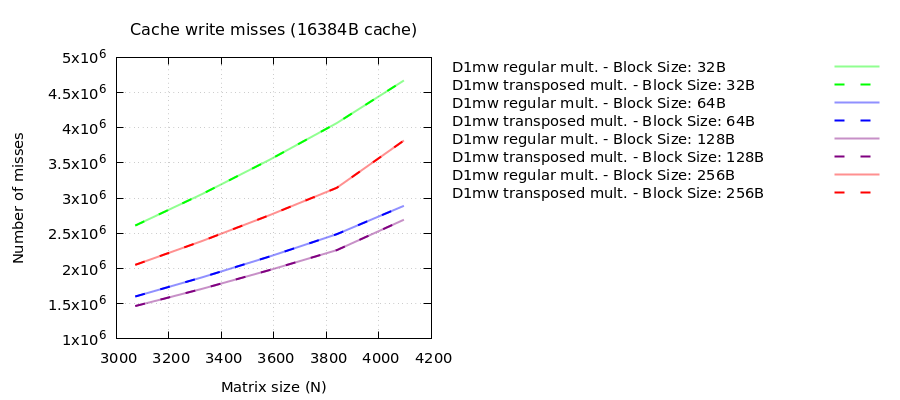 Cache write misses (16384B cache)
5x10^6
4.5x10^6
4x10^6
3.5x10^6
3x10^6
2.5x10^6
2x10^6
1.5x10^6
1x10^6
Number of misses
3000 3200 3400 3600 3800 4000 4200
Matrix size (N)
D1mw regular mult. - Block Size: 32B
D1mw transposed mult. - Block Size: 32B
D1mw regular mult. - Block Size: 64B
D1mw transposed mult. - Block Size: 64B
D1mw regular mult. - Block Size: 128B
D1mw transposed mult. - Block Size: 128B
D1mw regular mult. - Block Size: 256B
D1mw transposed mult. - Block Size: 256B